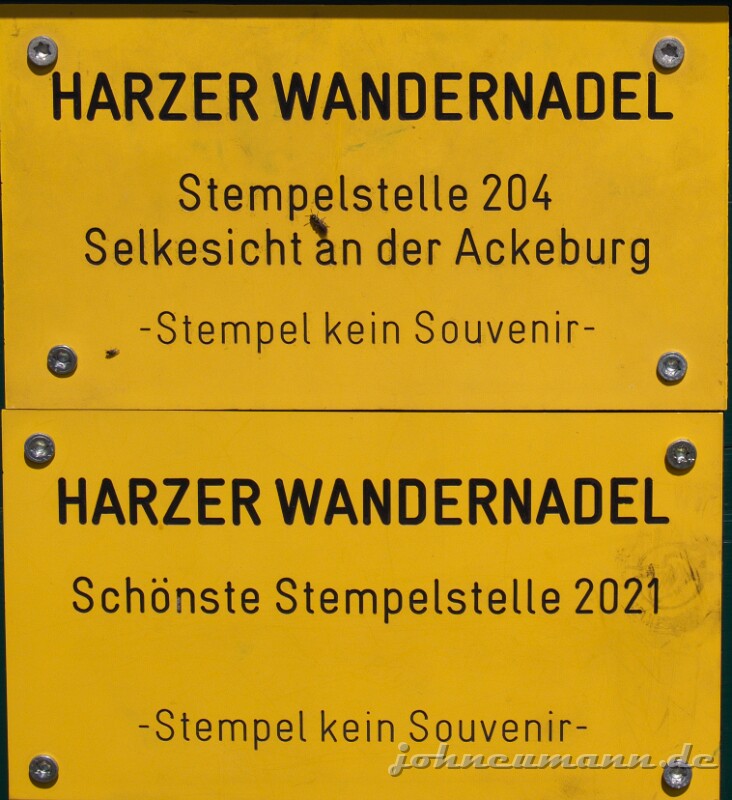 HARZER WANDERNADEL
Stempelstelle 204
Selkesicht an der Ackeburg
-Stempel kein Souvenir-
HARZER WANDERNADEL
Schönste Stempelstelle 2021
-Stempel kein Souvenir-
johneumann.de